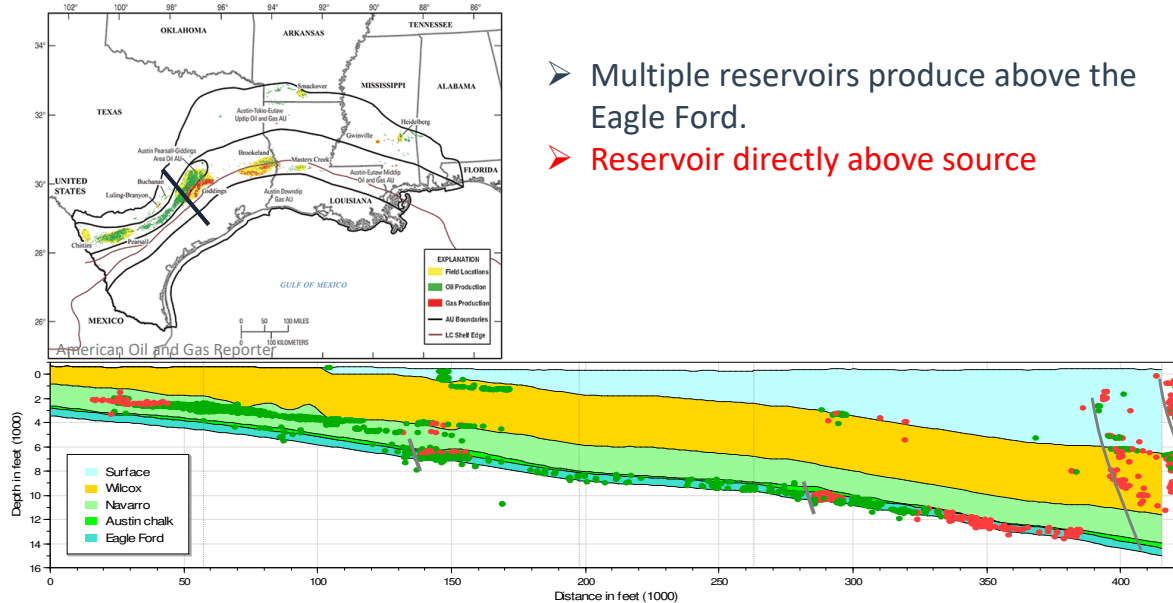 102° 100° 98° 96° 94° 92° 90° 88° 86°
34°
32°
30°
28°
26°
OKLAHOMA
ARKANSAS
TENNESSEE
MISSISSIPPI
ALABAMA
TEXAS
Smackover
Austin-Tokio-Eutaw
Updip Oil and Gas AU
Heidelberg
Gwinville
Austin Pearsall-Giddings
Area Oil AU
Brookeland
Masters Creek
Buchanan
UNITED
STATES
Luling-Branyon
Giddings
Austin Downdip
Gas AU
Austin-Eutaw Middip
Oil and Gas AU
FLORIDA
LOUISIANA
Chittim
Pearsall
GULF OF MEXICO
MEXICO
EXPLANATION
Field Locations
Oil Production
Gas Production
AU Boundaries
LC Shelf Edge
0 50 100 MILES
0 100 KILOMETERS
American Oil and Gas Reporter
➢ Multiple reservoirs produce above the
Eagle Ford.
➢ Reservoir directly above source
Depth in feet (1000)
0
2
4
6
8
10
12
14
16
Surface
Wilcox
Navarro
Austin chalk
Eagle Ford
0 50 100 150 200 250 300 350 400
Distance in feet (1000)